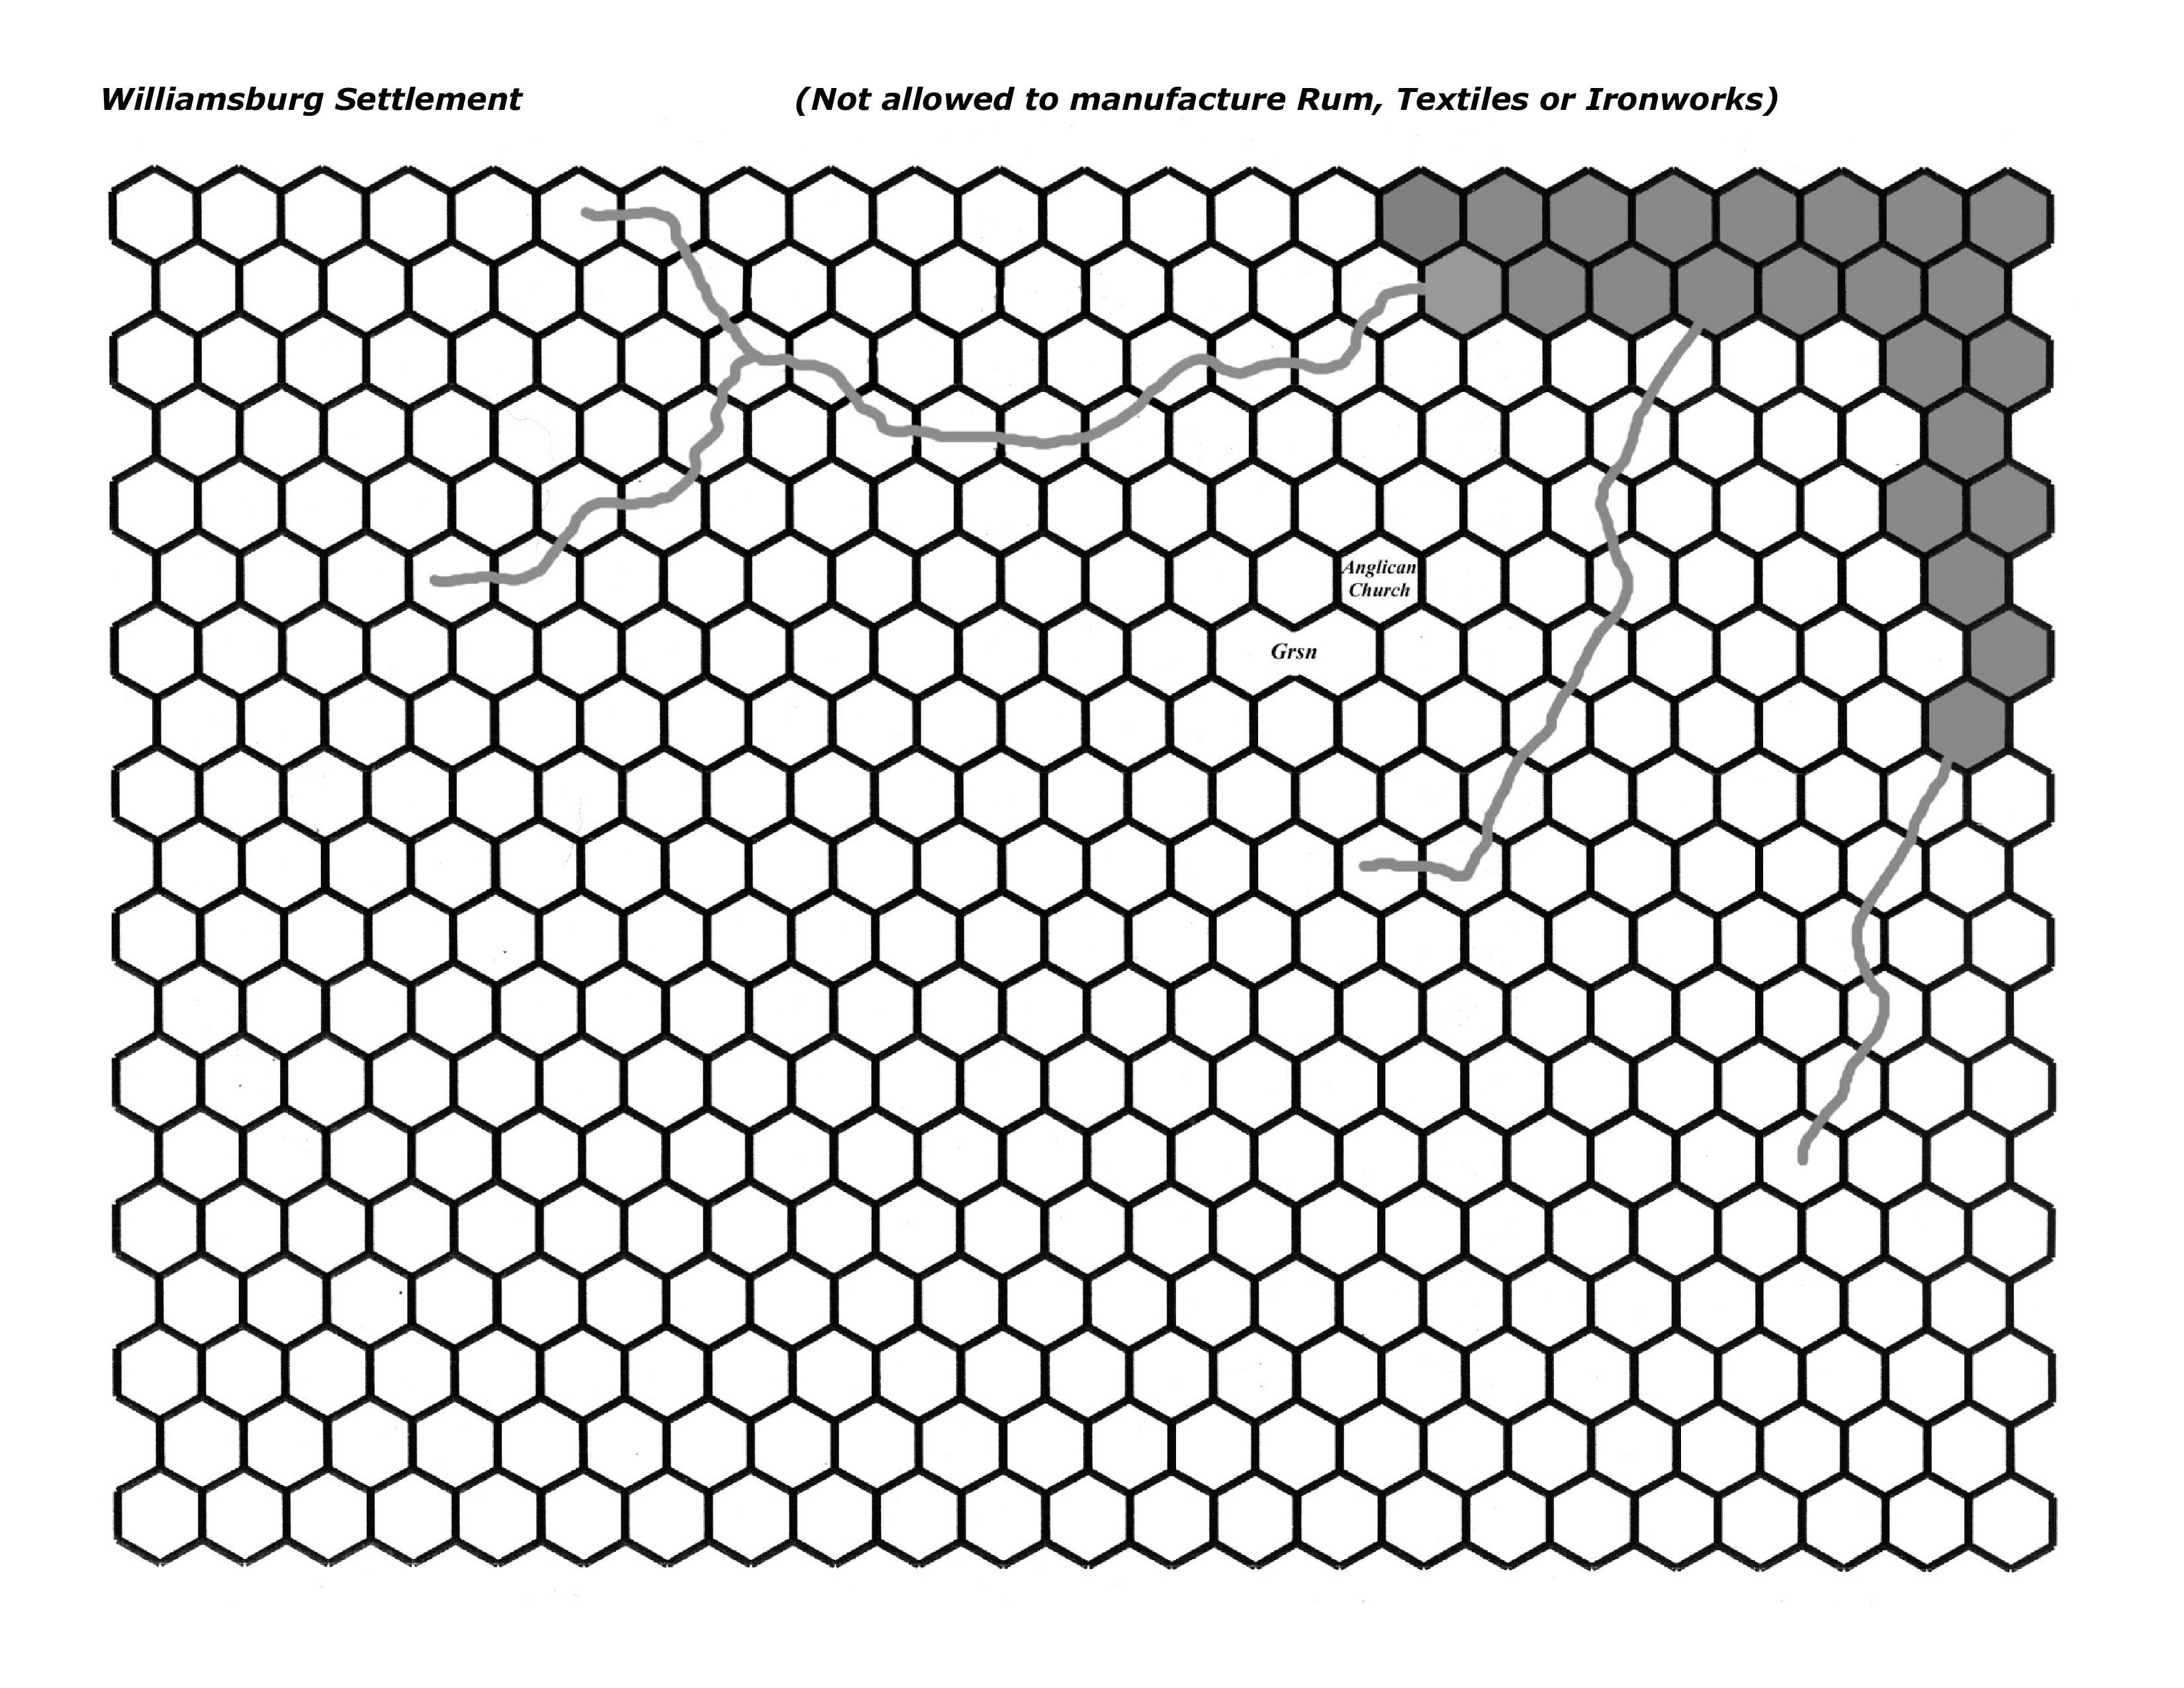 Williamsburg Settlement (Not allowed to manufacture Rum, Textiles or Ironworks)
Anglican
Church
Grsn